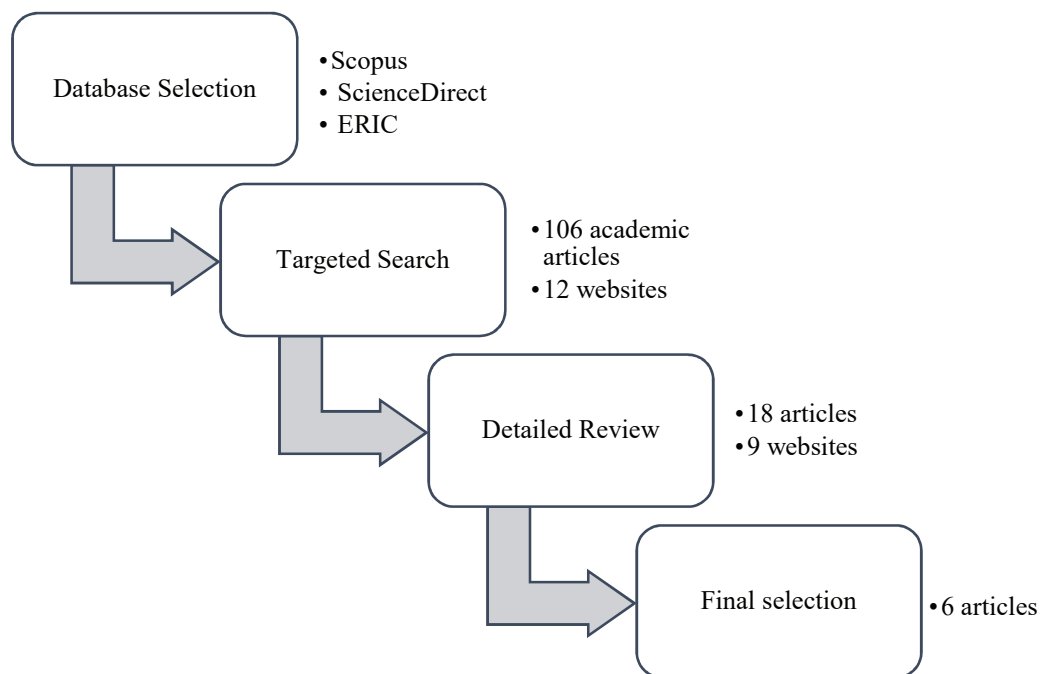 Database Selection
•Scopus
• ScienceDirect
• ERIC
Targeted Search
•106 academic
articles
•12 websites
Detailed Review
•18 articles
•9 websites
Final selection
•6 articles